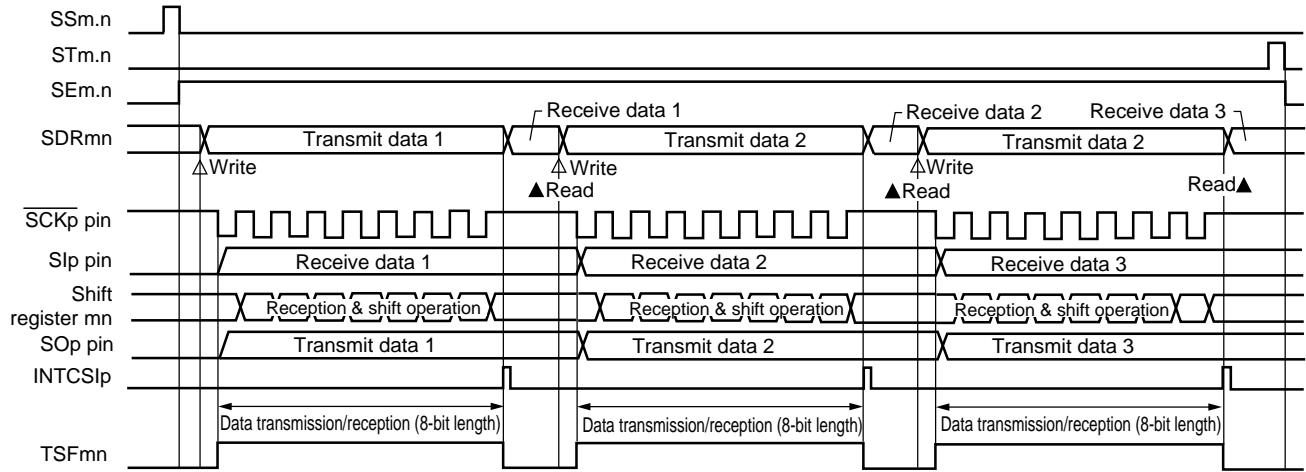 SSm.n
STm.n
SEm.n
Receive data 1
Receive data 2
Receive data 3
SDRmn
Transmit data 1
Transmit data 2
Transmit data 2
△Write
△Write
△Write
▲Read
▲Read
Read▲
SCKp pin
SIp pin
Receive data 1
Receive data 2
Receive data 3
Shift
register mn
Reception & shift operation
Reception & shift operation
Reception & shift operation
SOp pin
Transmit data 1
Transmit data 2
Transmit data 3
INTCSIp
Data transmission/reception (8-bit length)
Data transmission/reception (8-bit length)
Data transmission/reception (8-bit length)
TSFmn